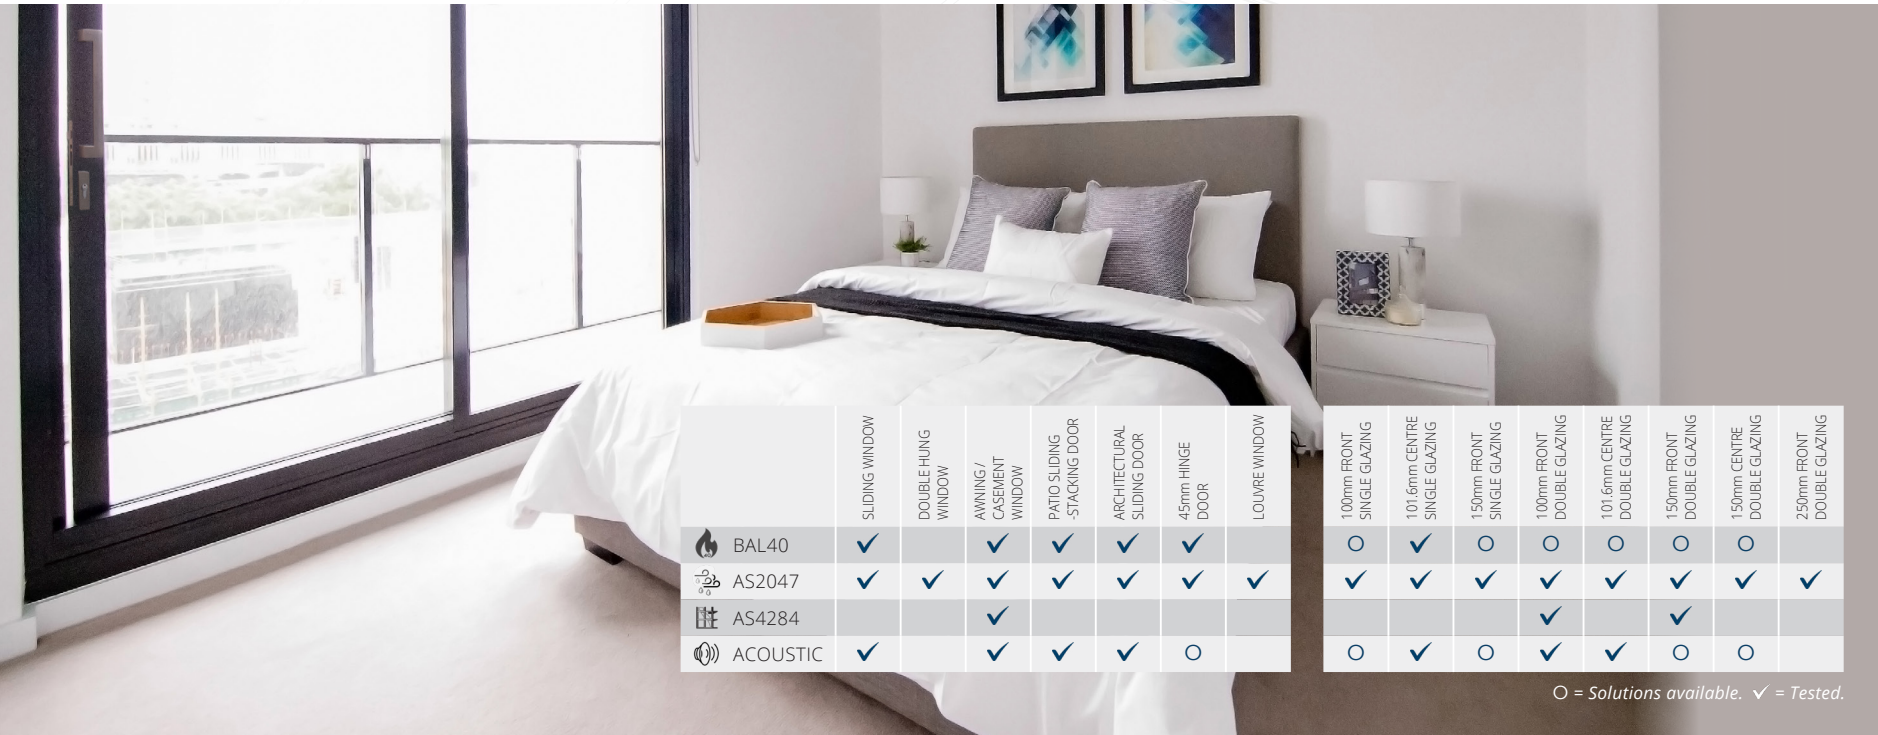 SLIDING WINDOW
DOUBLE HUNG
WINDOW
AWNING /
CASEMENT
WINDOW
PATIO SLIDING
-STACKING DOOR
ARCHITECTURAL
SLIDING DOOR
45mm HINGE
DOOR
LOUVRE WINDOW
100mm FRONT
SINGLE GLAZING
101.6mm CENTRE
SINGLE GLAZING
150mm FRONT
SINGLE GLAZING
100mm FRONT
DOUBLE GLAZING
101.6mm CENTRE
DOUBLE GLAZING
150mm FRONT
DOUBLE GLAZING
150mm CENTRE
DOUBLE GLAZING
250mm FRONT
DOUBLE GLAZING
BAL40 ✓ ✓ ✓ ✓ ✓ O ✓ O O O O O
AS2047 ✓ ✓ ✓ ✓ ✓ ✓ ✓ ✓ ✓ ✓ ✓ ✓ ✓ ✓ ✓
AS4284 ✓ ✓ ✓
ACOUSTIC ✓ ✓ ✓ ✓ O O ✓ O ✓ ✓ O O
O = Solutions available. ✓ = Tested.